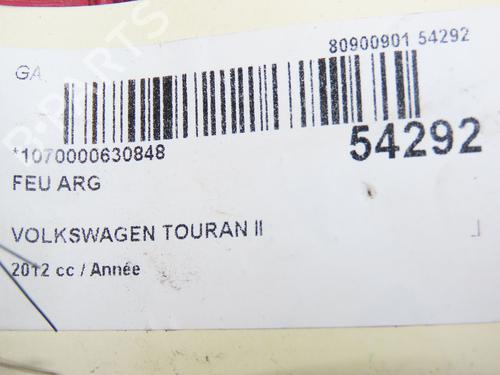 80900901 54292
GA
*1070000630848
54292
FEU ARG
VOLKSWAGEN TOURAN II
2012 cc / Année